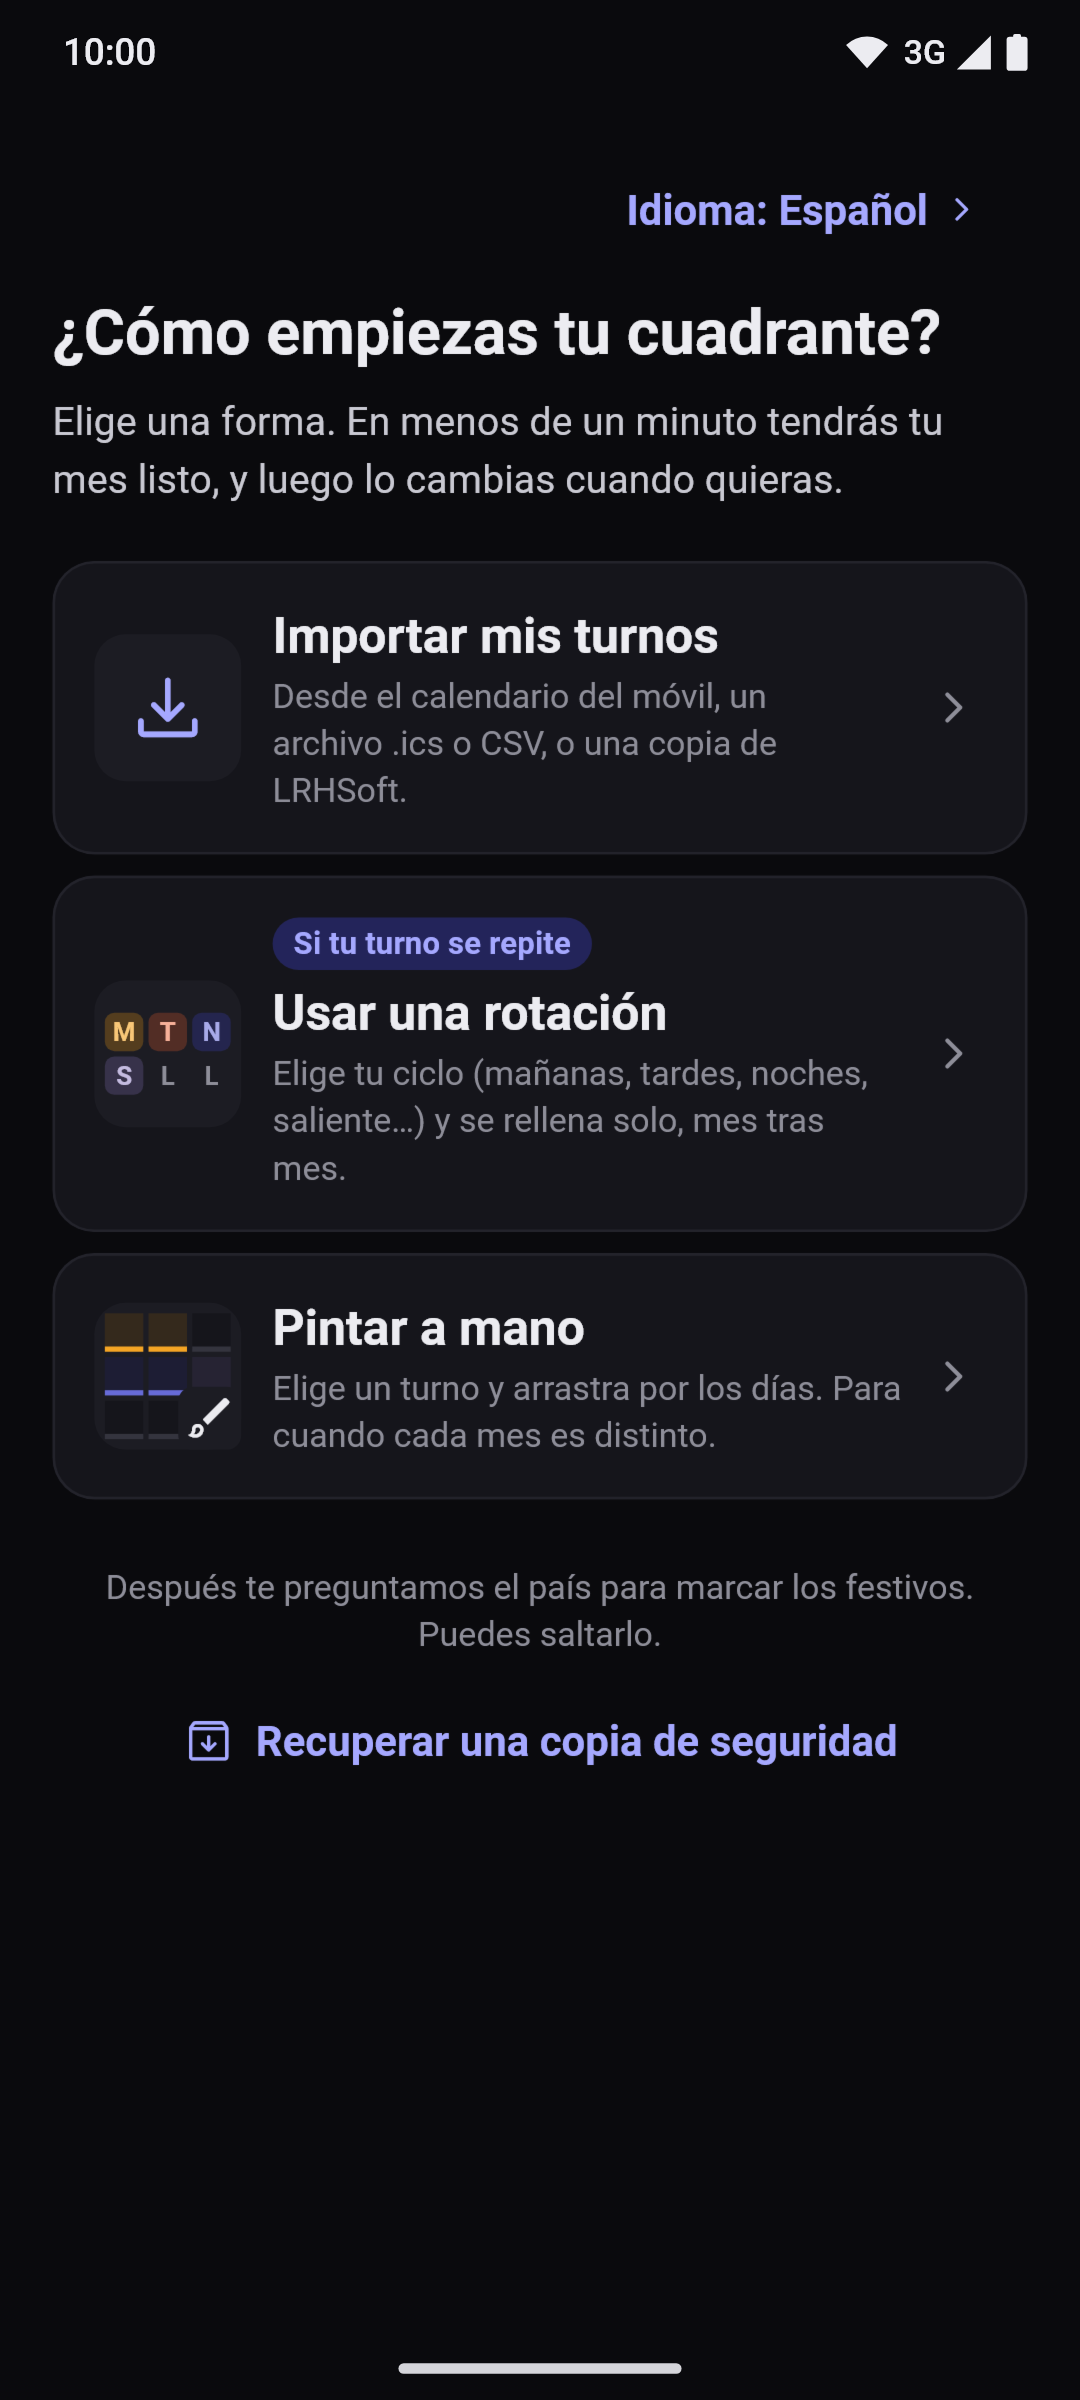 10:00
3G
Idioma: Español
¿Cómo empiezas tu cuadrante?
Elige una forma. En menos de un minuto tendrás tu
mes listo, y luego lo cambias cuando quieras.
Importar mis turnos
Desde el calendario del móvil, un
archivo .ics o CSV, o una copia de
LRHSoft.
Si tu turno se repite
M T N
S L L
Usar una rotación
Elige tu ciclo (mañanas, tardes, noches,
saliente…) y se rellena solo, mes tras
mes.
Pintar a mano
Elige un turno y arrastra por los días. Para
cuando cada mes es distinto.
Después te preguntamos el país para marcar los festivos.
Puedes saltarlo.
Recuperar una copia de seguridad